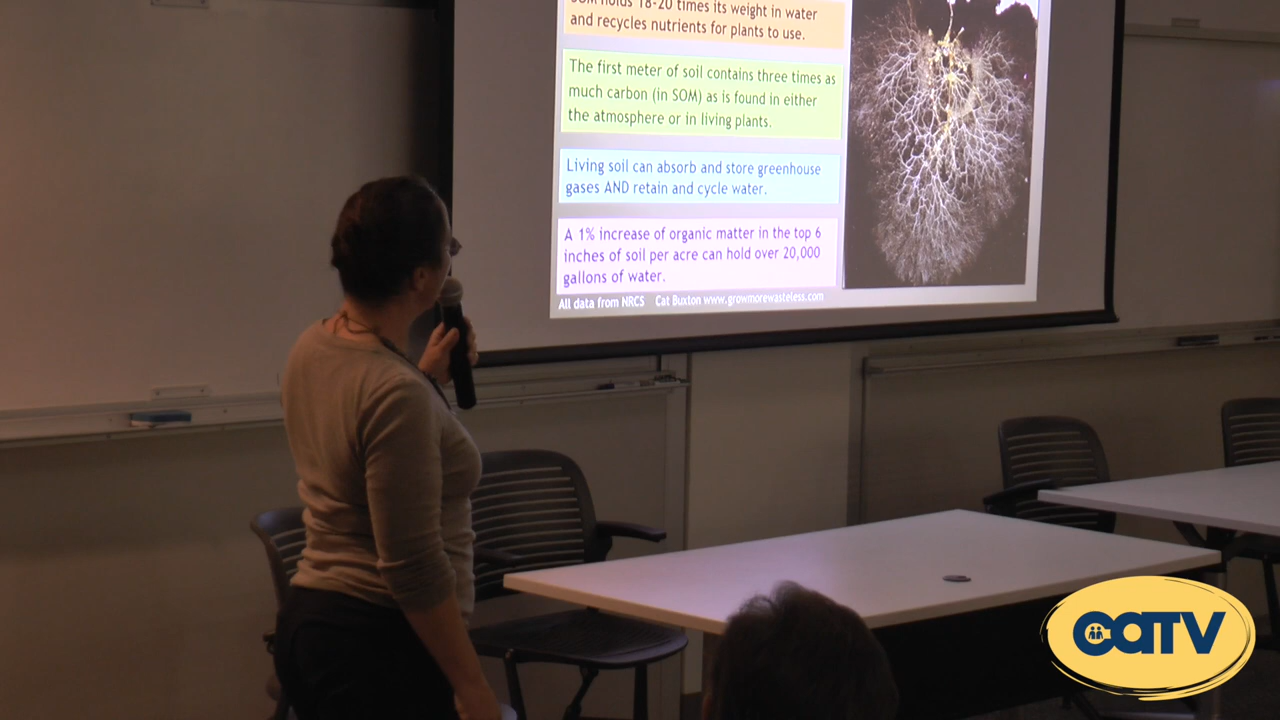 SOM holds 18-20 times its weight in water
and recycles nutrients for plants to use.
The first meter of soil contains three times as
much carbon (in SOM) as is found in either
the atmosphere or in living plants.
Living soil can absorb and store greenhouse
gases AND retain and cycle water.
A 1% increase of organic matter in the top 6
inches of soil per acre can hold over 20,000
gallons of water.
All data from NRCS Cat Buxton www.growmorewasteless.com
CATV